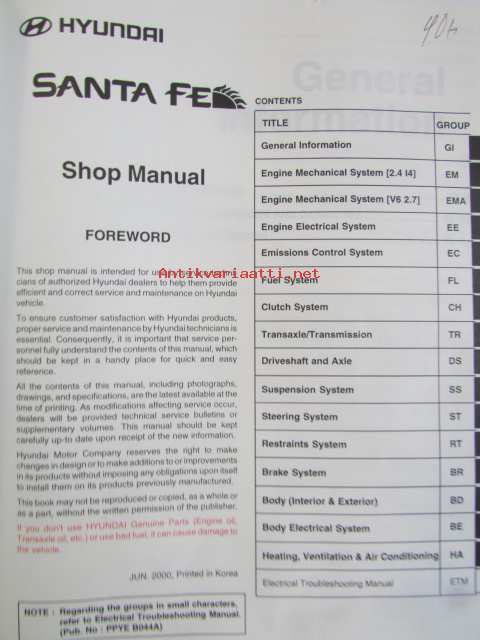 HYUNDAI
SANTA FE
Shop Manual
FOREWORD
This shop manual is intended for use by
cians of authorized Hyundai dealers to help them provide
efficient and correct service and maintenance on Hyundai
vehicle.
To ensure customer satisfaction with Hyundai products,
proper service and maintenance by Hyundai technicians is
essential. Consequently, it is important that service per-
sonnel fully understand the contents of this manual, which
should be kept in a handy place for quick and easy
reference.
All the contents of this manual, including photographs,
drawings, and specifications, are the latest available at the
time of printing. As modifications affecting service occur,
dealers will be provided technical service bulletins or
supplementary volumes. This manual should be kept
carefully up-to date upon receipt of the new information.
Hyundai Motor Company reserves the right to make
changes in design or to make additions to or improvements
in its products without imposing any obligations upon itself
to install them on its products previously manufactured.
This book may not be reproduced or copied, as a whole or
as a part, without the written permission of the publisher.
If you don't use HYUNDAI Genuine Parts (Engine oil,
Transaxle oil, etc.) or use bad fuel, it can cause damage to
the vehicle.
JUN. 2000, Printed in Korea
NOTE : Regarding the groups in small characters,
refer to Electrical Troubleshooting Manual.
(Pub. No : PPYE B044A)
General
Information
CONTENTS
TITLE GROUP
General Information GI
Engine Mechanical System [2.4 I4] EM
Engine Mechanical System [V6 2.7] EMA
Engine Electrical System EE
Emissions Control System EC
Fuel System FL
Clutch System CH
Transaxle/Transmission TR
Driveshaft and Axle DS
Suspension System SS
Steering System ST
Restraints System RT
Brake System BR
Body (Interior & Exterior) BD
Body Electrical System BE
Heating, Ventilation & Air Conditioning HA
Electrical Troubleshooting Manual ETM
Antikvariaatti.net